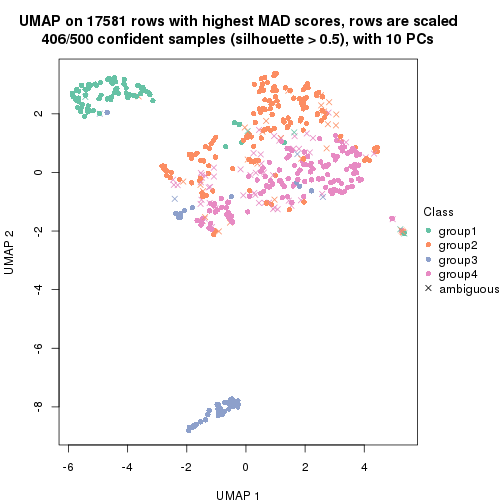 UMAP on 17581 rows with highest MAD scores, rows are scaled
406/500 confident samples (silhouette > 0.5), with 10 PCs
2
0
-2
-4
-6
-8
UMAP 2
-6 -4 -2 0 2 4
UMAP 1
Class
group1
group2
group3
group4
ambiguous